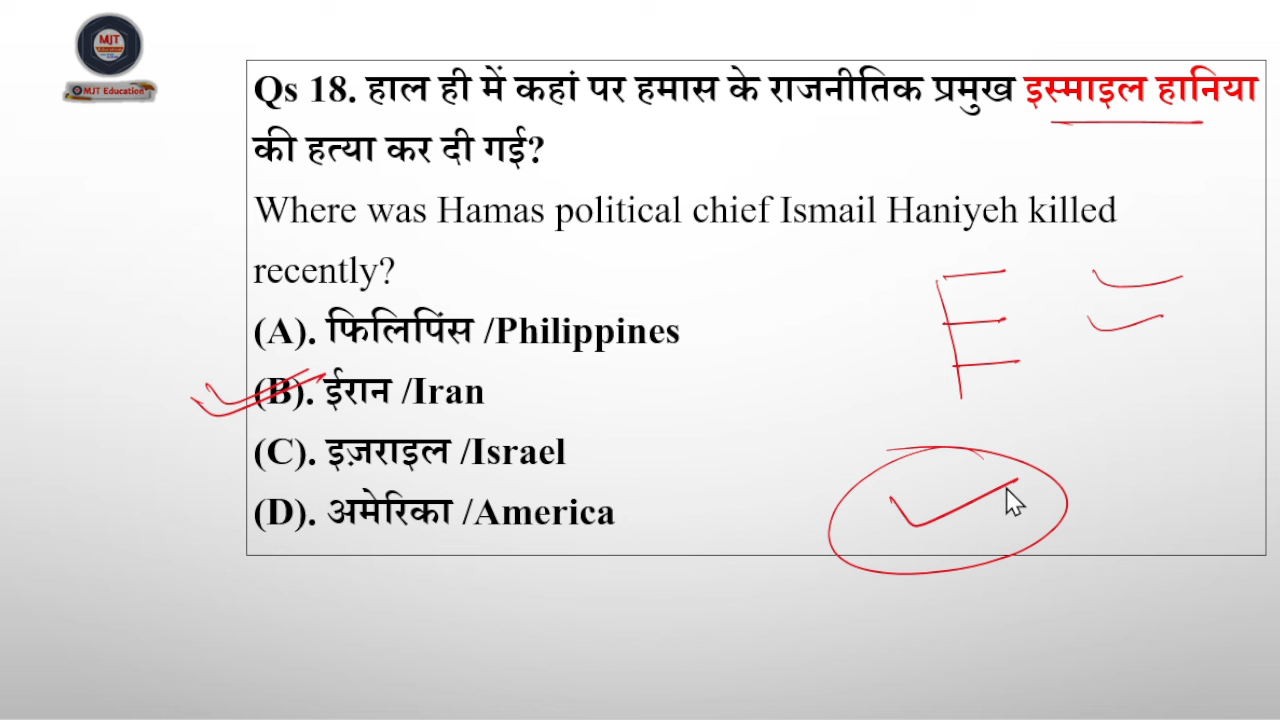 MJT
MJT Education
Qs 18. हाल ही में कहां पर हमास के राजनीतिक प्रमुख इस्माइल हानिया
की हत्या कर दी गई?
Where was Hamas political chief Ismail Haniyeh killed
recently?
(A). फिलिपिंस /Philippines
(B). ईरान /Iran
(C). इज़राइल /Israel
(D). अमेरिका /America
E